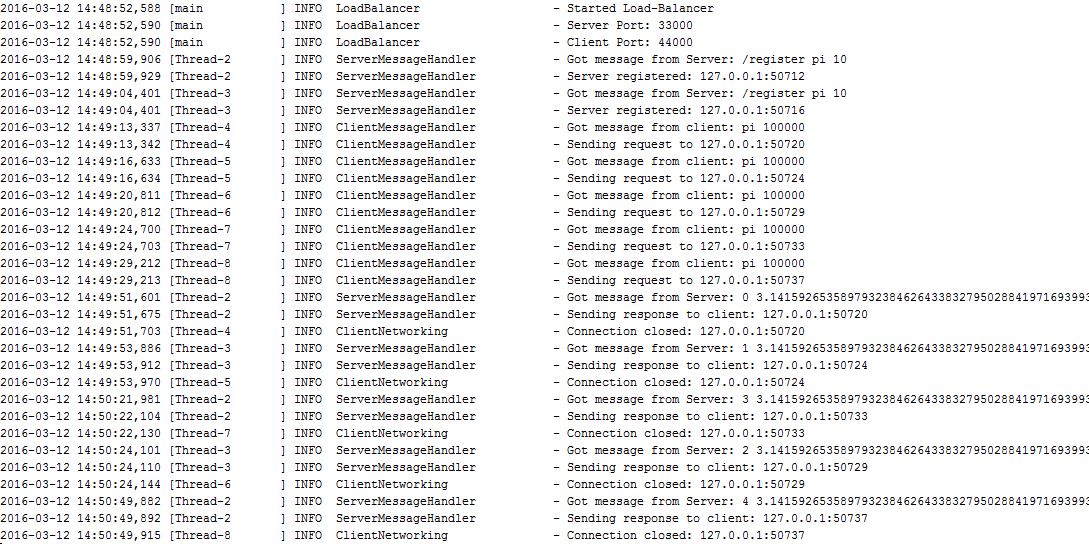 2016-03-12 14:48:52,588 [main           ] INFO  LoadBalancer                   - Started Load-Balancer
2016-03-12 14:48:52,590 [main           ] INFO  LoadBalancer                   - Server Port: 33000
2016-03-12 14:48:52,590 [main           ] INFO  LoadBalancer                   - Client Port: 44000
2016-03-12 14:48:59,906 [Thread-2       ] INFO  ServerMessageHandler           - Got message from Server: /register pi 10
2016-03-12 14:48:59,929 [Thread-2       ] INFO  ServerMessageHandler           - Server registered: 127.0.0.1:50712
2016-03-12 14:49:04,401 [Thread-3       ] INFO  ServerMessageHandler           - Got message from Server: /register pi 10
2016-03-12 14:49:04,401 [Thread-3       ] INFO  ServerMessageHandler           - Server registered: 127.0.0.1:50716
2016-03-12 14:49:13,337 [Thread-4       ] INFO  ClientMessageHandler           - Got message from client: pi 100000
2016-03-12 14:49:13,342 [Thread-4       ] INFO  ClientMessageHandler           - Sending request to 127.0.0.1:50720
2016-03-12 14:49:16,633 [Thread-5       ] INFO  ClientMessageHandler           - Got message from client: pi 100000
2016-03-12 14:49:16,634 [Thread-5       ] INFO  ClientMessageHandler           - Sending request to 127.0.0.1:50724
2016-03-12 14:49:20,811 [Thread-6       ] INFO  ClientMessageHandler           - Got message from client: pi 100000
2016-03-12 14:49:20,812 [Thread-6       ] INFO  ClientMessageHandler           - Sending request to 127.0.0.1:50729
2016-03-12 14:49:24,700 [Thread-7       ] INFO  ClientMessageHandler           - Got message from client: pi 100000
2016-03-12 14:49:24,703 [Thread-7       ] INFO  ClientMessageHandler           - Sending request to 127.0.0.1:50733
2016-03-12 14:49:29,212 [Thread-8       ] INFO  ClientMessageHandler           - Got message from client: pi 100000
2016-03-12 14:49:29,213 [Thread-8       ] INFO  ClientMessageHandler           - Sending request to 127.0.0.1:50737
2016-03-12 14:49:51,601 [Thread-2       ] INFO  ServerMessageHandler           - Got message from Server: 0 3.14159265358979323846264338327950288419716939993
2016-03-12 14:49:51,675 [Thread-2       ] INFO  ServerMessageHandler           - Sending response to client: 127.0.0.1:50720
2016-03-12 14:49:51,703 [Thread-4       ] INFO  ClientNetworking               - Connection closed: 127.0.0.1:50720
2016-03-12 14:49:53,886 [Thread-3       ] INFO  ServerMessageHandler           - Got message from Server: 1 3.14159265358979323846264338327950288419716939993
2016-03-12 14:49:53,912 [Thread-3       ] INFO  ServerMessageHandler           - Sending response to client: 127.0.0.1:50724
2016-03-12 14:49:53,970 [Thread-5       ] INFO  ClientNetworking               - Connection closed: 127.0.0.1:50724
2016-03-12 14:50:21,981 [Thread-2       ] INFO  ServerMessageHandler           - Got message from Server: 3 3.14159265358979323846264338327950288419716939993
2016-03-12 14:50:22,104 [Thread-2       ] INFO  ServerMessageHandler           - Sending response to client: 127.0.0.1:50733
2016-03-12 14:50:22,130 [Thread-7       ] INFO  ClientNetworking               - Connection closed: 127.0.0.1:50733
2016-03-12 14:50:24,101 [Thread-3       ] INFO  ServerMessageHandler           - Got message from Server: 2 3.14159265358979323846264338327950288419716939993
2016-03-12 14:50:24,110 [Thread-3       ] INFO  ServerMessageHandler           - Sending response to client: 127.0.0.1:50729
2016-03-12 14:50:24,144 [Thread-6       ] INFO  ClientNetworking               - Connection closed: 127.0.0.1:50729
2016-03-12 14:50:49,882 [Thread-2       ] INFO  ServerMessageHandler           - Got message from Server: 4 3.14159265358979323846264338327950288419716939993
2016-03-12 14:50:49,892 [Thread-2       ] INFO  ServerMessageHandler           - Sending response to client: 127.0.0.1:50737
2016-03-12 14:50:49,915 [Thread-8       ] INFO  ClientNetworking               - Connection closed: 127.0.0.1:50737